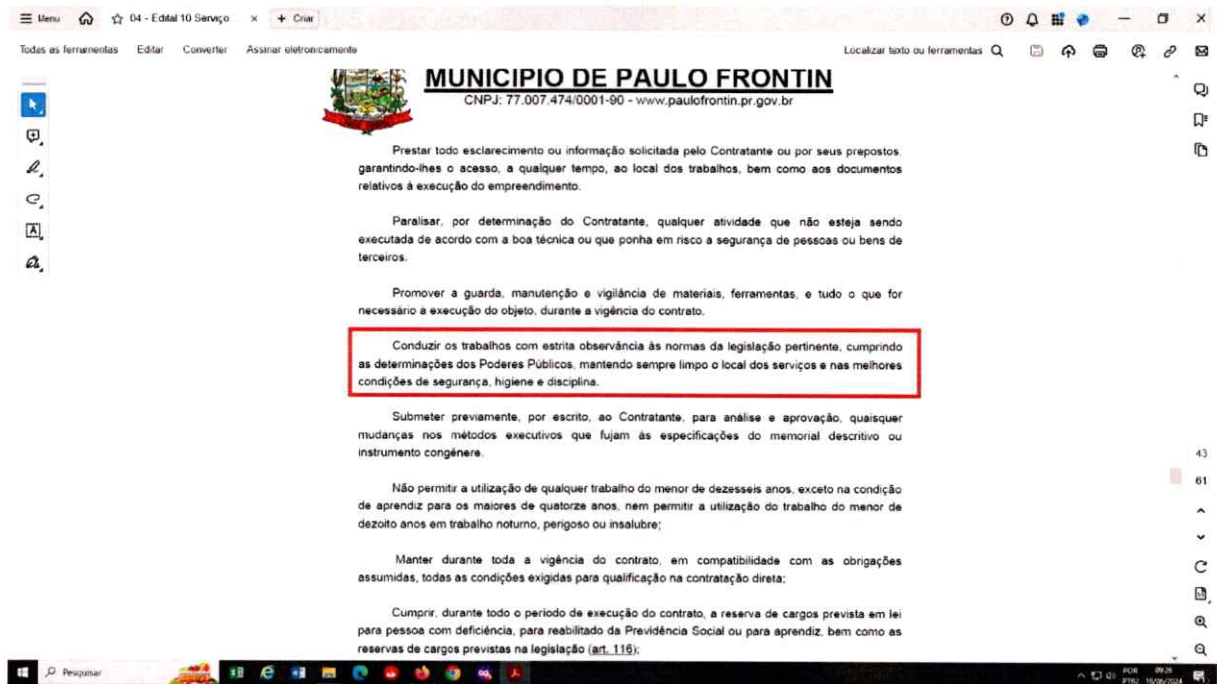 Menu
04 - Edital 10 Serviço
+ Criar
Todas as ferramentas Editar Converter Assinar eletronicamente
Localizar texto ou ferramentas
MUNICIPIO DE PAULO FRONTIN
CNPJ: 77.007.474/0001-90 - www.paulofrontin.pr.gov.br
Prestar todo esclarecimento ou informação solicitada pelo Contratante ou por seus prepostos,
garantindo-lhes o acesso, a qualquer tempo, ao local dos trabalhos, bem como aos documentos
relativos à execução do empreendimento.
Paralisar, por determinação do Contratante, qualquer atividade que não esteja sendo
executada de acordo com a boa técnica ou que ponha em risco a segurança de pessoas ou bens de
terceiros.
Promover a guarda, manutenção e vigilância de materiais, ferramentas, e tudo o que for
necessário à execução do objeto, durante a vigência do contrato.
Conduzir os trabalhos com estrita observância às normas da legislação pertinente, cumprindo
as determinações dos Poderes Públicos, mantendo sempre limpo o local dos serviços e nas melhores
condições de segurança, higiene e disciplina.
Submeter previamente, por escrito, ao Contratante, para análise e aprovação, quaisquer
mudanças nos métodos executivos que fujam às especificações do memorial descritivo ou
instrumento congênere.
43
61
Não permitir a utilização de qualquer trabalho do menor de dezesseis anos, exceto na condição
de aprendiz para os maiores de quatorze anos, nem permitir a utilização do trabalho do menor de
dezoito anos em trabalho noturno, perigoso ou insalubre;
Manter durante toda a vigência do contrato, em compatibilidade com as obrigações
assumidas, todas as condições exigidas para qualificação na contratação direta;
Cumprir, durante todo o período de execução do contrato, a reserva de cargos prevista em lei
para pessoa com deficiência, para reabilitado da Previdência Social ou para aprendiz, bem como as
reservas de cargos previstas na legislação (art. 116);
Pesquisar
POR
PTB2
09:26
18/06/2024